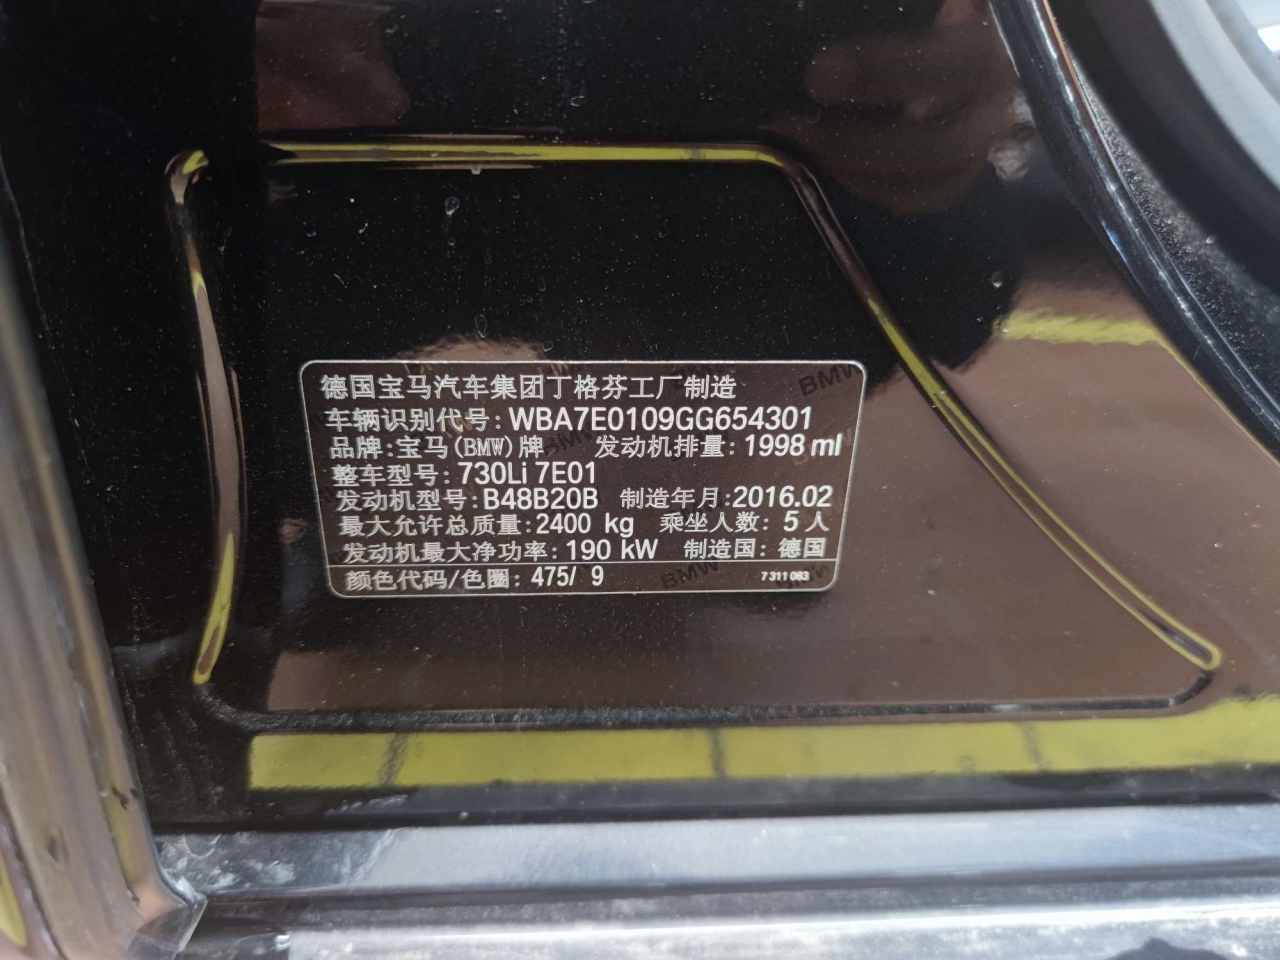 德国宝马汽车集团丁格芬工厂制造
车辆识别代号: WBA7E0109GG654301
品牌:宝马(BMW)牌 发动机排量: 1998 ml
整车型号: 730Li 7E01
发动机型号: B48B20B 制造年月:2016.02
最大允许总质量:2400 kg 乘坐人数: 5人
发动机最大净功率: 190 kW 制造国: 德国
颜色代码/色圈: 475/ 9 7 311 083